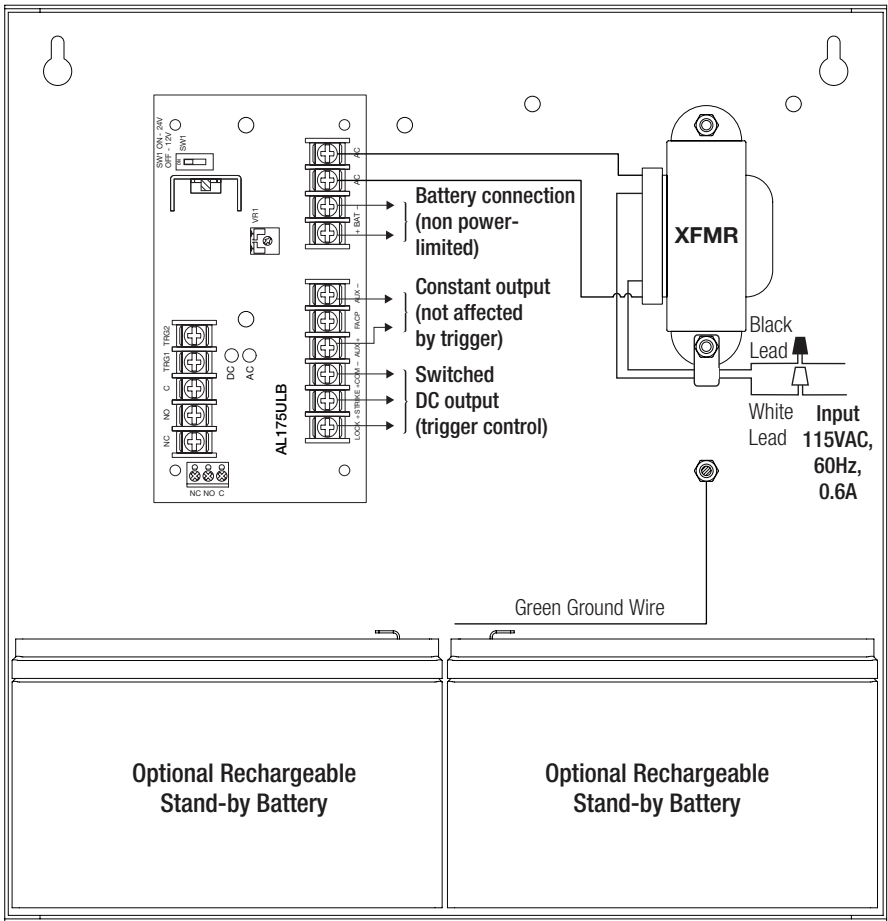 SW1 ON - 24V
OFF - 12V
SW1
ON
VR1
AC
AC
+ BAT –
AUX –
FACP
AUX +
COM –
STRIKE +
LOCK +
TRG2
TRG1
C
NO
NC
DC
AC
AL175ULB
NC NO C
Battery connection
(non power-
limited)
Constant output
(not affected
by trigger)
Switched
DC output
(trigger control)
XFMR
Black
Lead
White
Lead
Input
115VAC,
60Hz,
0.6A
Green Ground Wire
Optional Rechargeable
Stand-by Battery
Optional Rechargeable
Stand-by Battery